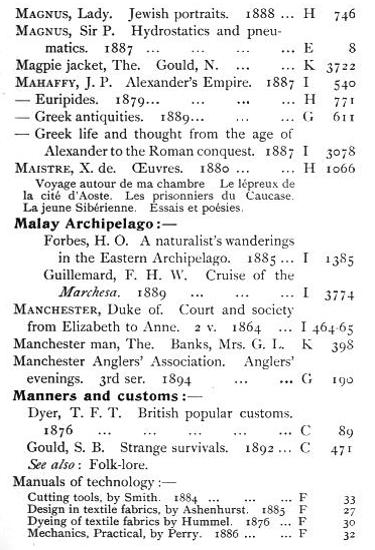 MAGNUS, Lady. Jewish portraits. 1888 ... H 746
MAGNUS, Sir P. Hydrostatics and pneu-
matics. 1887 ... ... ... ... E 8
Magpie jacket, The. Gould, N. ... ... K 3722
MAHAFFY, J. P. Alexander's Empire. 1887 I 540
— Euripides. 1879... ... ... ... H 771
— Greek antiquities. 1889... ... ... G 611
— Greek life and thought from the age of
Alexander to the Roman conquest. 1887 I 3078
MAISTRE, X. de. Œuvres. 1880 ... ... H 1066
Voyage autour de ma chambre Le lépreux de
la cité d'Aoste. Les prisonniers du Caucase.
La jeune Sibérienne. Essais et poésies.
Malay Archipelago :—
Forbes, H. O. A naturalist's wanderings
in the Eastern Archipelago. 1885 ... I 1385
Guillemard, F. H. W. Cruise of the
Marchesa. 1889 ... ... ... I 3774
MANCHESTER, Duke of. Court and society
from Elizabeth to Anne. 2 v. 1864 ... I 464-65
Manchester man, The. Banks, Mrs. G. L. K 398
Manchester Anglers' Association. Anglers'
evenings. 3rd ser. 1894 ... ... G 190
Manners and customs :—
Dyer, T. F. T. British popular customs.
1876 ... ... ... ... ... C 89
Gould, S. B. Strange survivals. 1892 ... C 471
See also : Folk-lore.
Manuals of technology :—
Cutting tools, by Smith. 1884 ... ... ... F 33
Design in textile fabrics, by Ashenhurst. 1885 ... F 27
Dyeing of textile fabrics, by Hummel. 1876 ... F 30
Mechanics, Practical, by Perry. 1886 ... ... F 32